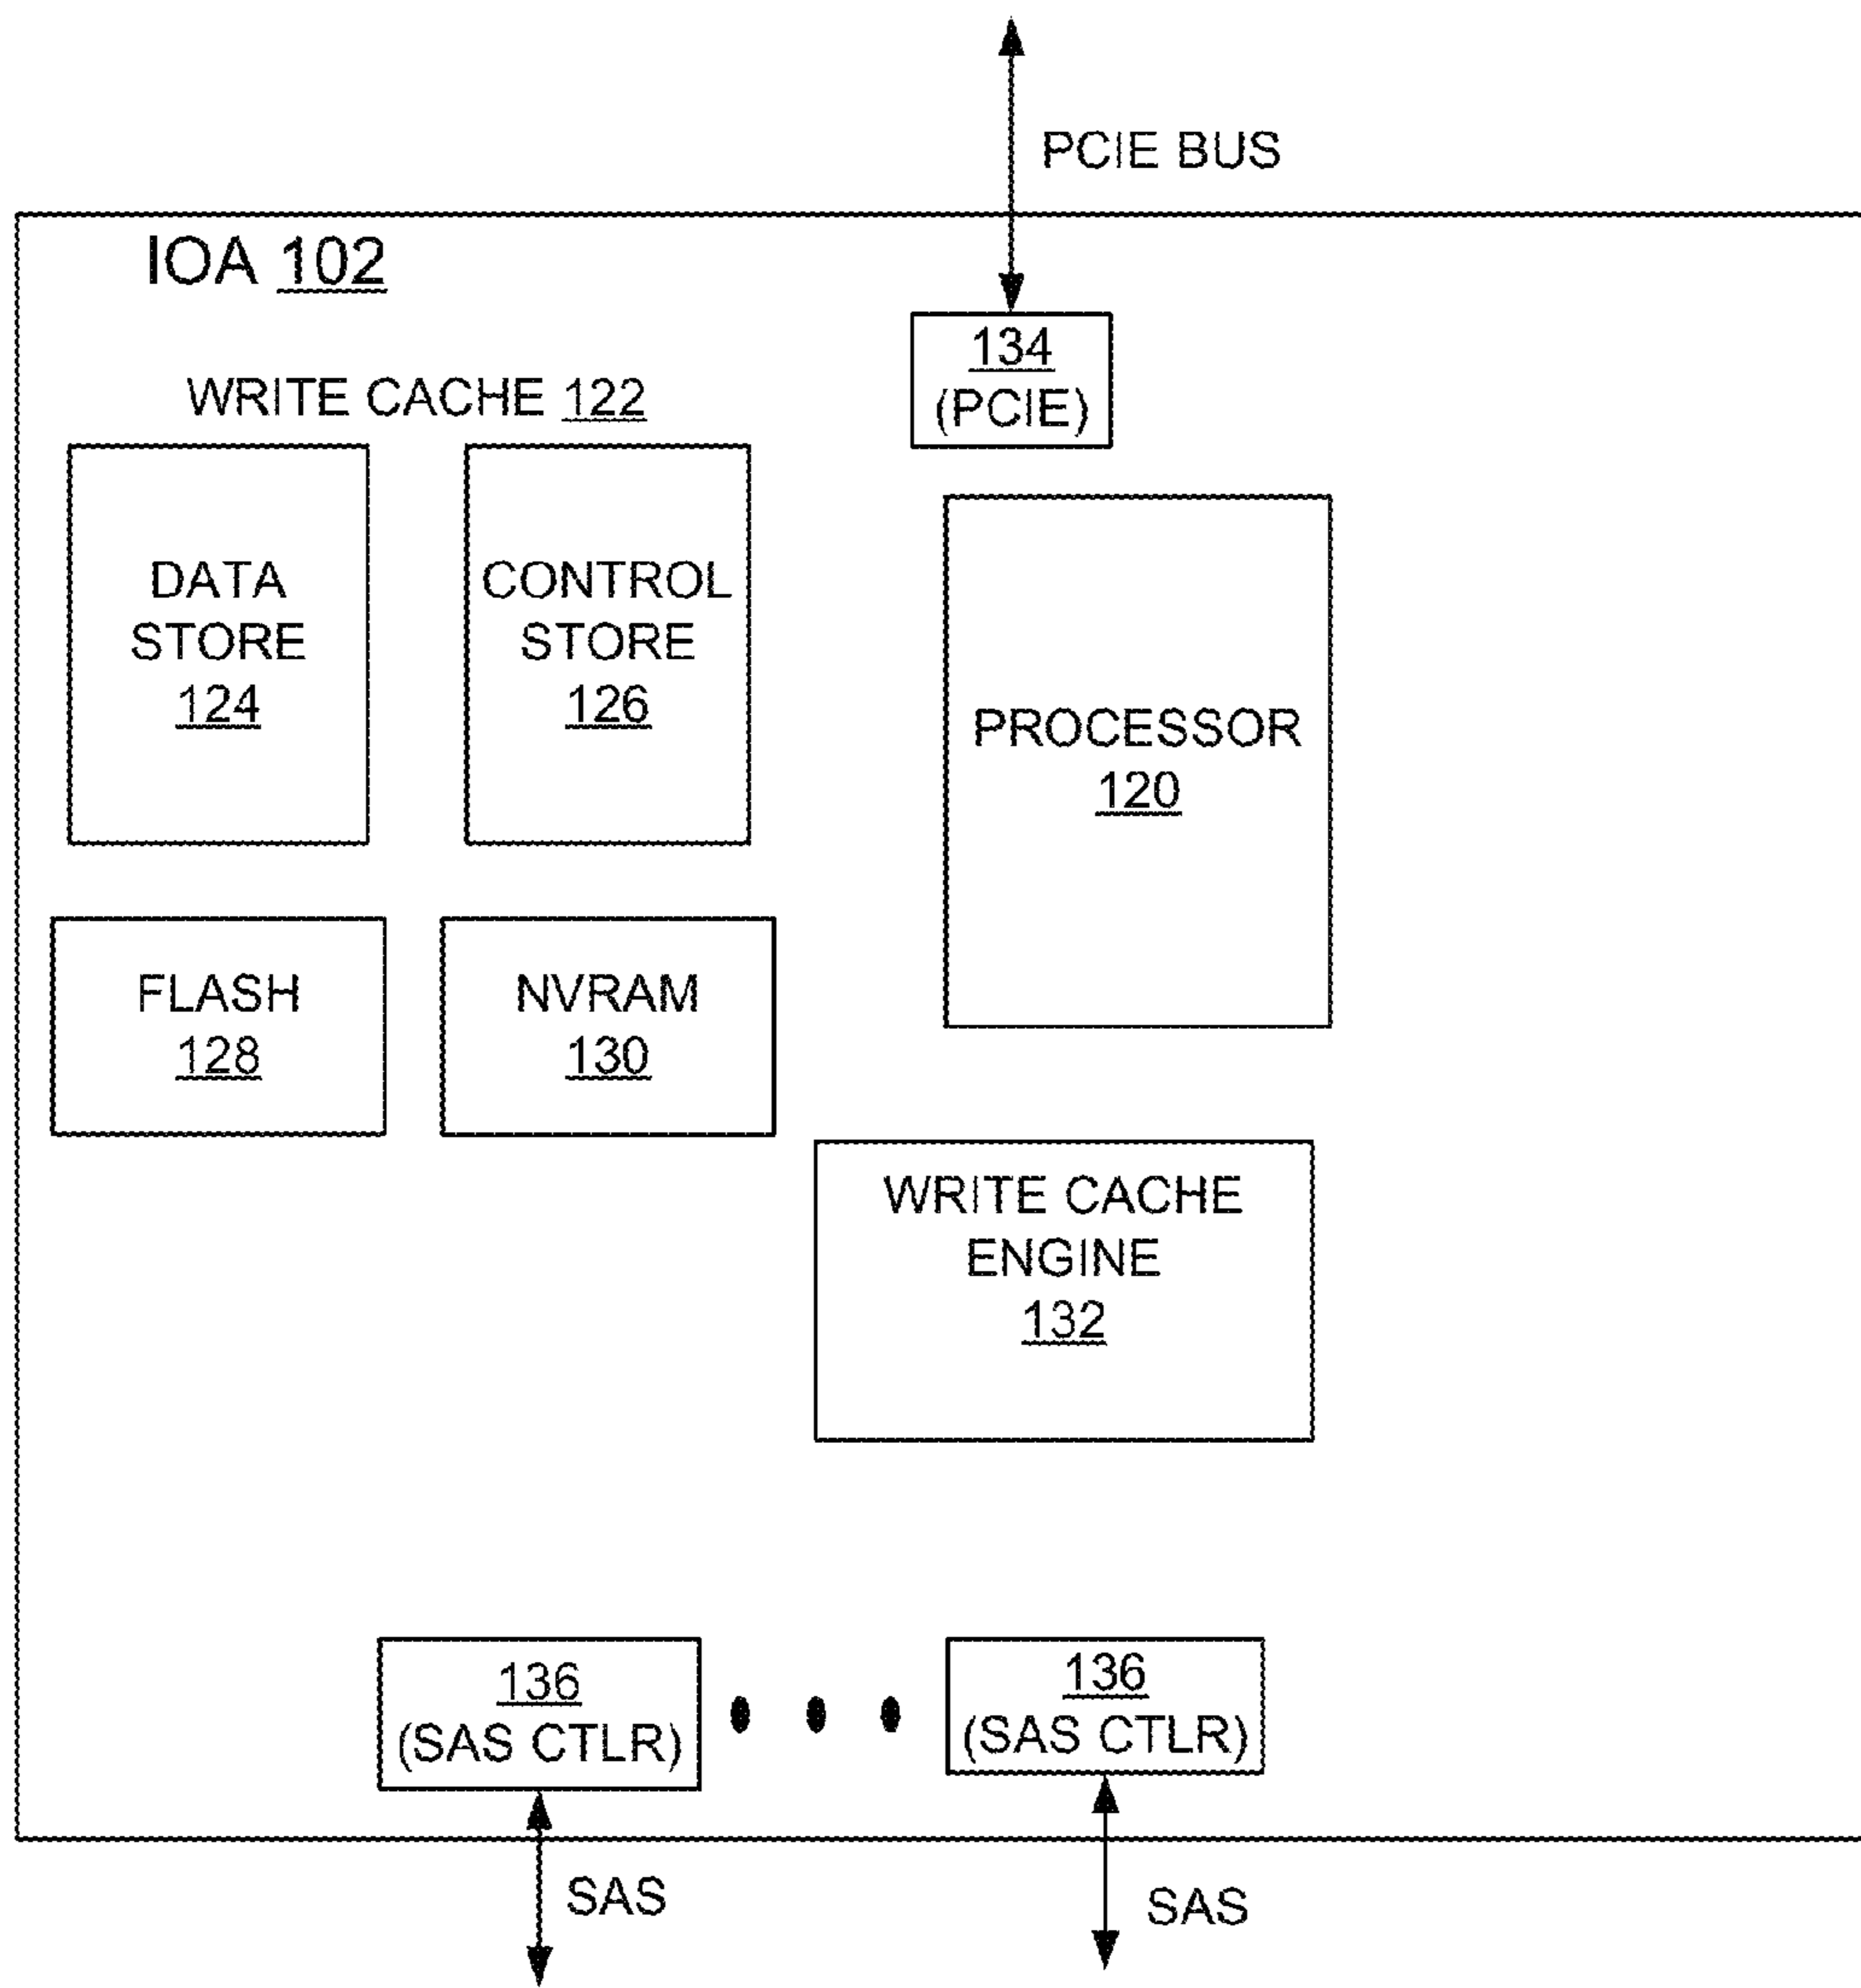 PCIE BUS
IOA 102
134
(PCIE)
WRITE CACHE 122
DATA
STORE
124
CONTROL
STORE
126
PROCESSOR
120
FLASH
128
NVRAM
130
WRITE CACHE
ENGINE
132
136
(SAS CTLR)
136
(SAS CTLR)
SAS
SAS